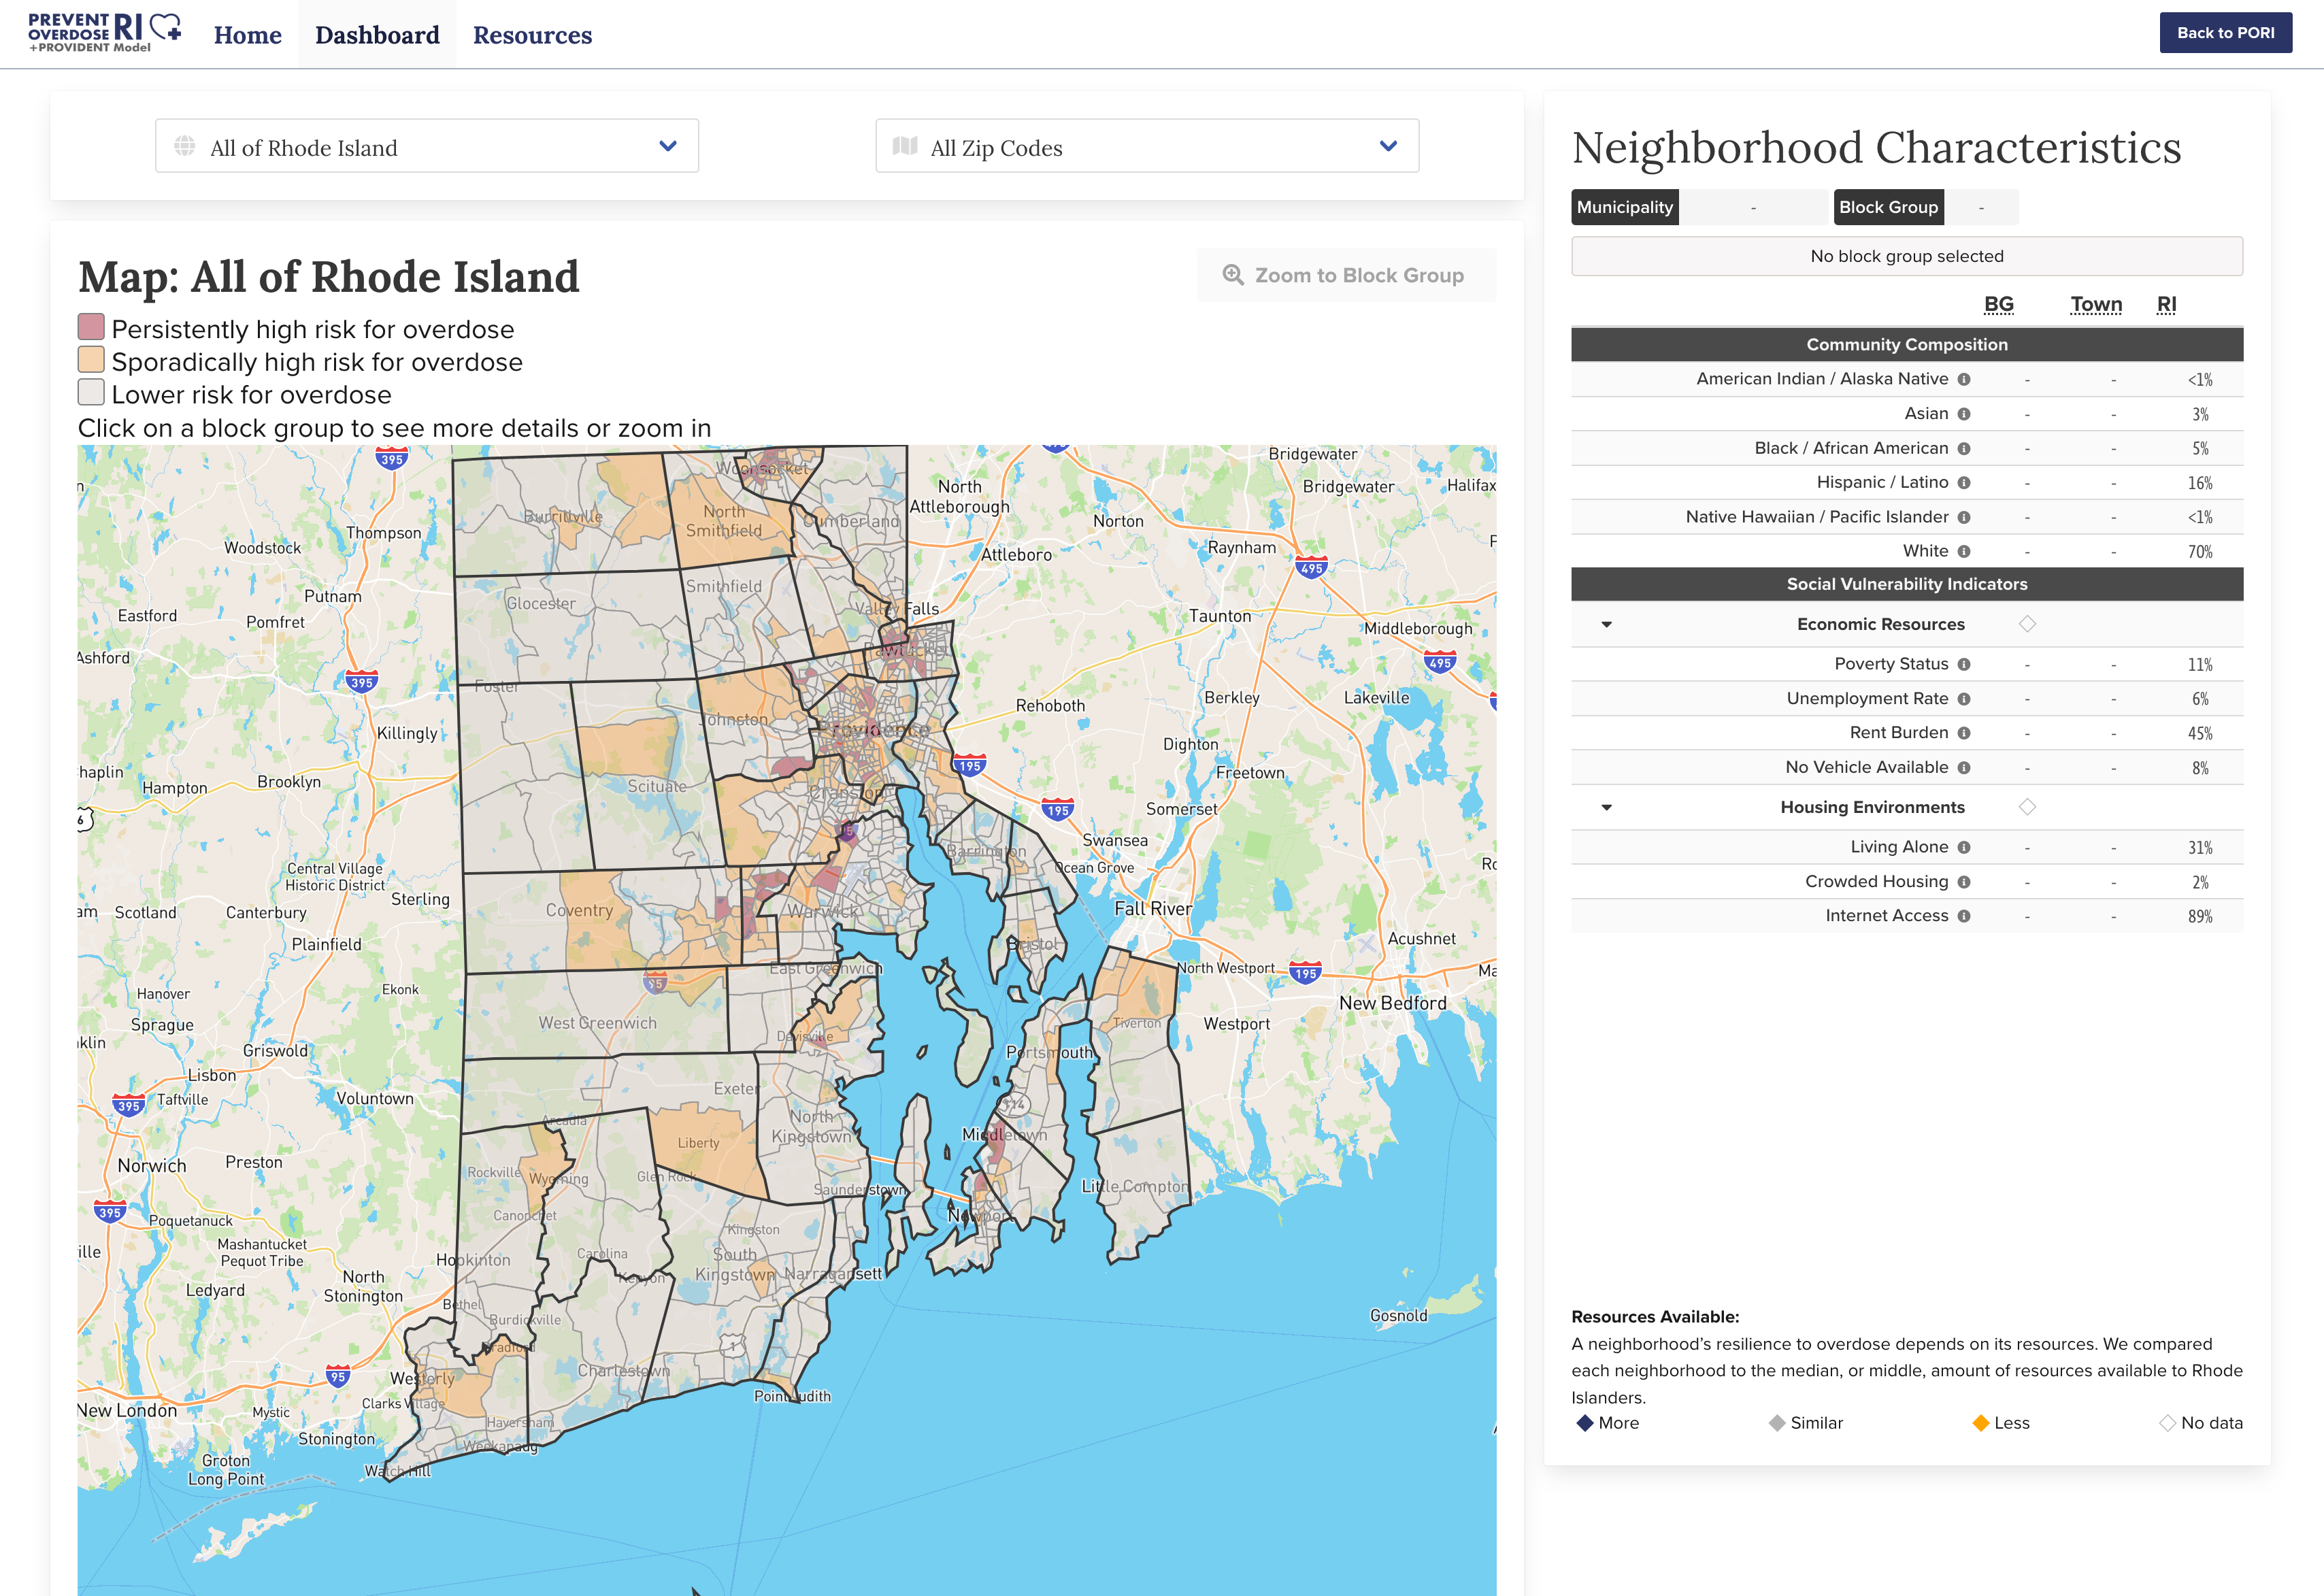 PREVENT
OVERDOSE RI
+PROVIDENT Model
Home
Dashboard
Resources
Back to PORI
All of Rhode Island
All Zip Codes
Map: All of Rhode Island
Zoom to Block Group
Persistently high risk for overdose
Sporadically high risk for overdose
Lower risk for overdose
Click on a block group to see more details or zoom in
395
Woonsocket
Bridgewater
North
Attleborough
Bridgewater
Halifax
Burrillville
North
Smithfield
Cumberland
Norton
Thompson
Woodstock
Attleboro
Raynham
495
Smithfield
Putnam
Glocester
Eastford
Pomfret
Valley Falls
Taunton
Middleborough
Ashford
Pawtucket
495
395
Foster
Berkley
Lakeville
Rehoboth
Johnston
Killingly
Providence
Dighton
195
Freetown
Hampton
Brooklyn
Scituate
Cranston
Somerset
195
6
95
Swansea
Barrington
Central Village
Historic District
Ocean Grove
Sterling
Scotland
Canterbury
Coventry
Warwick
Fall River
Plainfield
Bristol
Acushnet
East Greenwich
North Westport
195
95
Hanover
Ekonk
New Bedford
Sprague
West Greenwich
Tiverton
Westport
Davisville
Griswold
Portsmouth
Lisbon
Exeter
Taftville
395
Voluntown
Arcadia
North
Kingstown
Liberty
Middletown
Norwich
Preston
Rockville
Wyoming
Glen Rock
Saunderstown
Little Compton
395
Poquetanuck
Canonchet
Newport
Kingston
Mashantucket
Pequot Tribe
Hopkinton
Carolina
South
Kingstown
Narragansett
Kenyon
North
Stonington
Ledyard
Bethel
Burdickville
Gosnold
1
Bradford
95
Westerly
Charlestown
Point Judith
Clarks Village
New London
Mystic
Haversham
Stonington
Weekapaug
Groton
Long Point
Watch Hill
Neighborhood Characteristics
Municipality - Block Group -
No block group selected
BG Town RI
Community Composition
American Indian / Alaska Native - - <1%
Asian - - 3%
Black / African American - - 5%
Hispanic / Latino - - 16%
Native Hawaiian / Pacific Islander - - <1%
White - - 70%
Social Vulnerability Indicators
Economic Resources
Poverty Status - - 11%
Unemployment Rate - - 6%
Rent Burden - - 45%
No Vehicle Available - - 8%
Housing Environments
Living Alone - - 31%
Crowded Housing - - 2%
Internet Access - - 89%
Resources Available:
A neighborhood’s resilience to overdose depends on its resources. We compared
each neighborhood to the median, or middle, amount of resources available to Rhode
Islanders.
More Similar Less No data